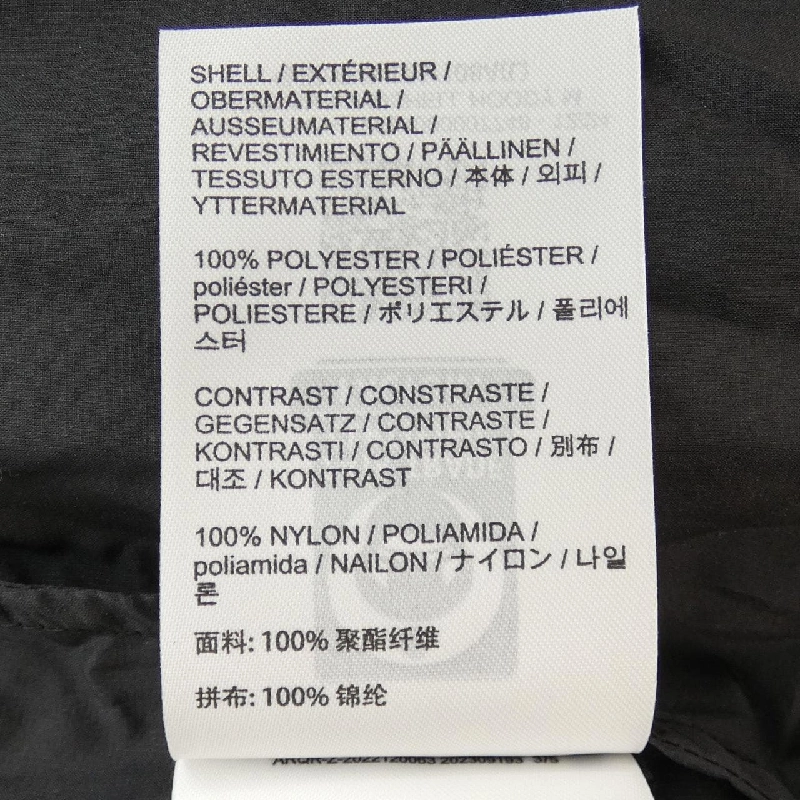 SHELL / EXTÉRIEUR /
OBERMATERIAL /
AUSSEUMATERIAL /
REVESTIMIENTO / PÄÄLLINEN /
TESSUTO ESTERNO / 本体 / 외피 /
YTTERMATERIAL
100% POLYESTER / POLIÉSTER /
poliéster / POLYESTERI /
POLIESTERE / ポリエステル / 폴리에
스터
CONTRAST / CONSTRASTE /
GEGENSATZ / CONTRASTE /
KONTRASTI / CONTRASTO / 別布 /
대조 / KONTRAST
100% NYLON / POLIAMIDA /
poliamida / NAILON / ナイロン / 나일
론
面料: 100% 聚酯纤维
拼布: 100% 锦纶